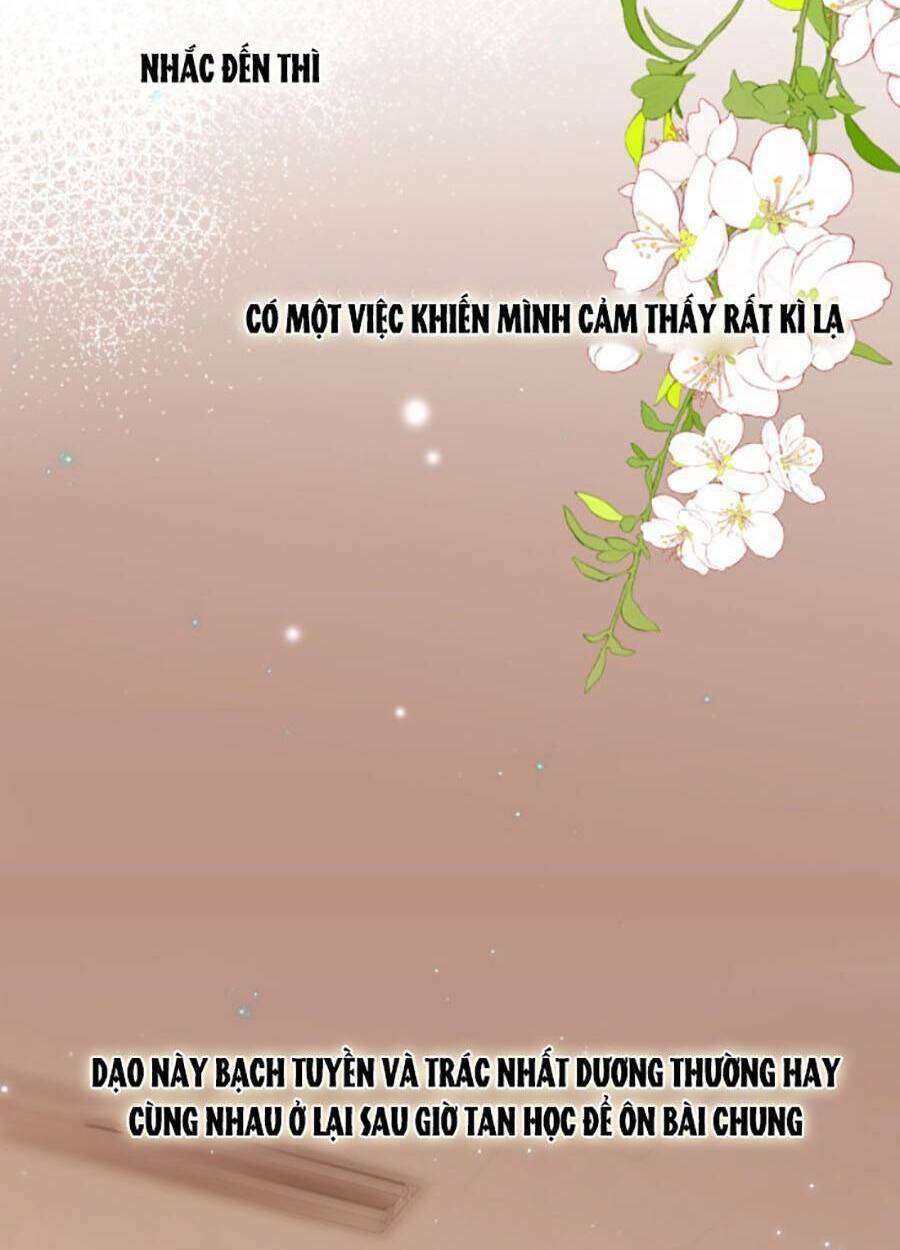 NHẮC ĐẾN THÌ
CÓ MỘT VIỆC KHIẾN MÌNH CẢM THẤY RẤT KÌ LẠ
DẠO NÀY BẠCH TUYỀN VÀ TRÁC NHẤT DƯƠNG THƯỜNG HAY
CÙNG NHAU Ở LẠI SAU GIỜ TAN HỌC ĐỂ ÔN BÀI CHUNG